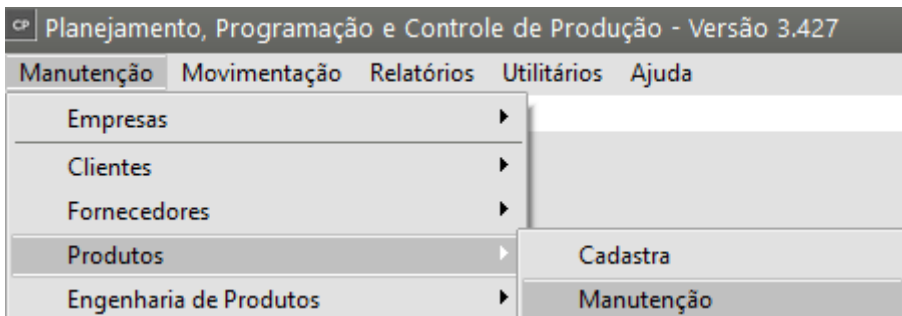 CP Planejamento, Programação e Controle de Produção - Versão 3.427
Manutenção Movimentação Relatórios Utilitários Ajuda
Empresas
Clientes
Fornecedores
Produtos Cadastra
Engenharia de Produtos Manutenção